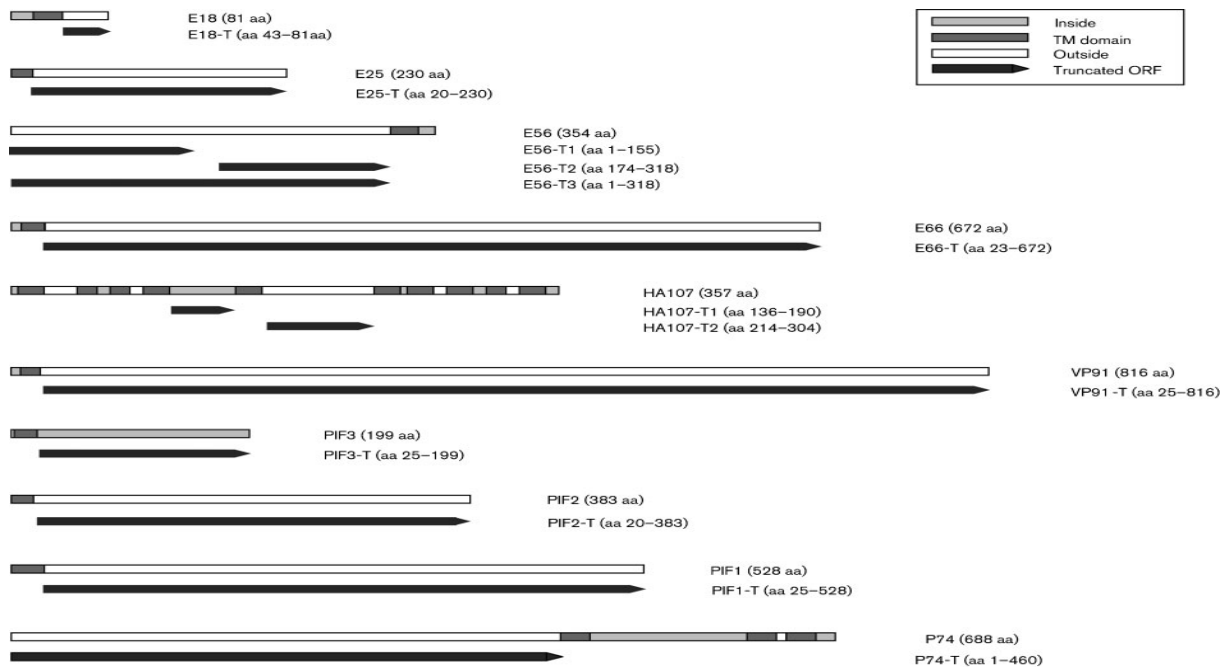 E18 (81 aa)
E18-T (aa 43–81aa)
E25 (230 aa)
E25-T (aa 20–230)
E56 (354 aa)
E56-T1 (aa 1–155)
E56-T2 (aa 174–318)
E56-T3 (aa 1–318)
E66 (672 aa)
E66-T (aa 23–672)
HA107 (357 aa)
HA107-T1 (aa 136–190)
HA107-T2 (aa 214–304)
VP91 (816 aa)
VP91-T (aa 25–816)
PIF3 (199 aa)
PIF3-T (aa 25–199)
PIF2 (383 aa)
PIF2-T (aa 20–383)
PIF1 (528 aa)
PIF1-T (aa 25–528)
P74 (688 aa)
P74-T (aa 1–460)
Inside
TM domain
Outside
Truncated ORF